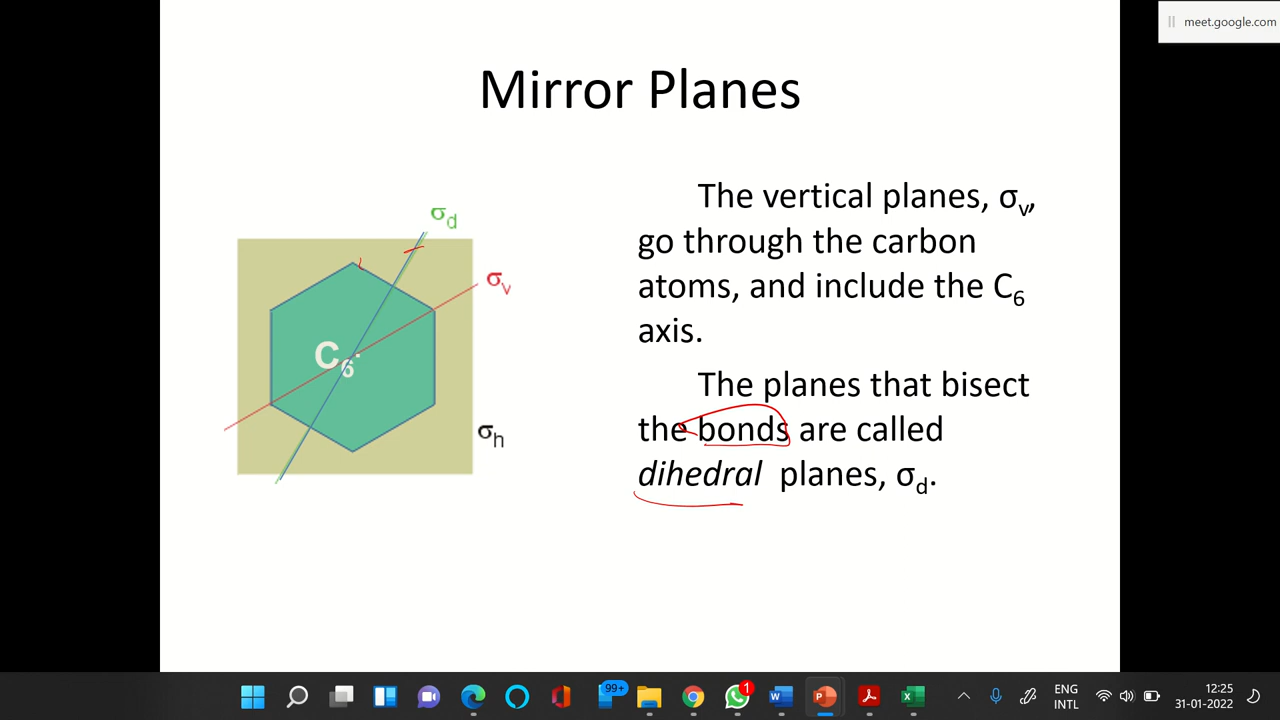 meet.google.com
Mirror Planes
σd
σv
C6
σh
The vertical planes, σv,
go through the carbon
atoms, and include the C6
axis.
The planes that bisect
the bonds are called
dihedral planes, σd.
99+
1
ENG
INTL
12:25
31-01-2022